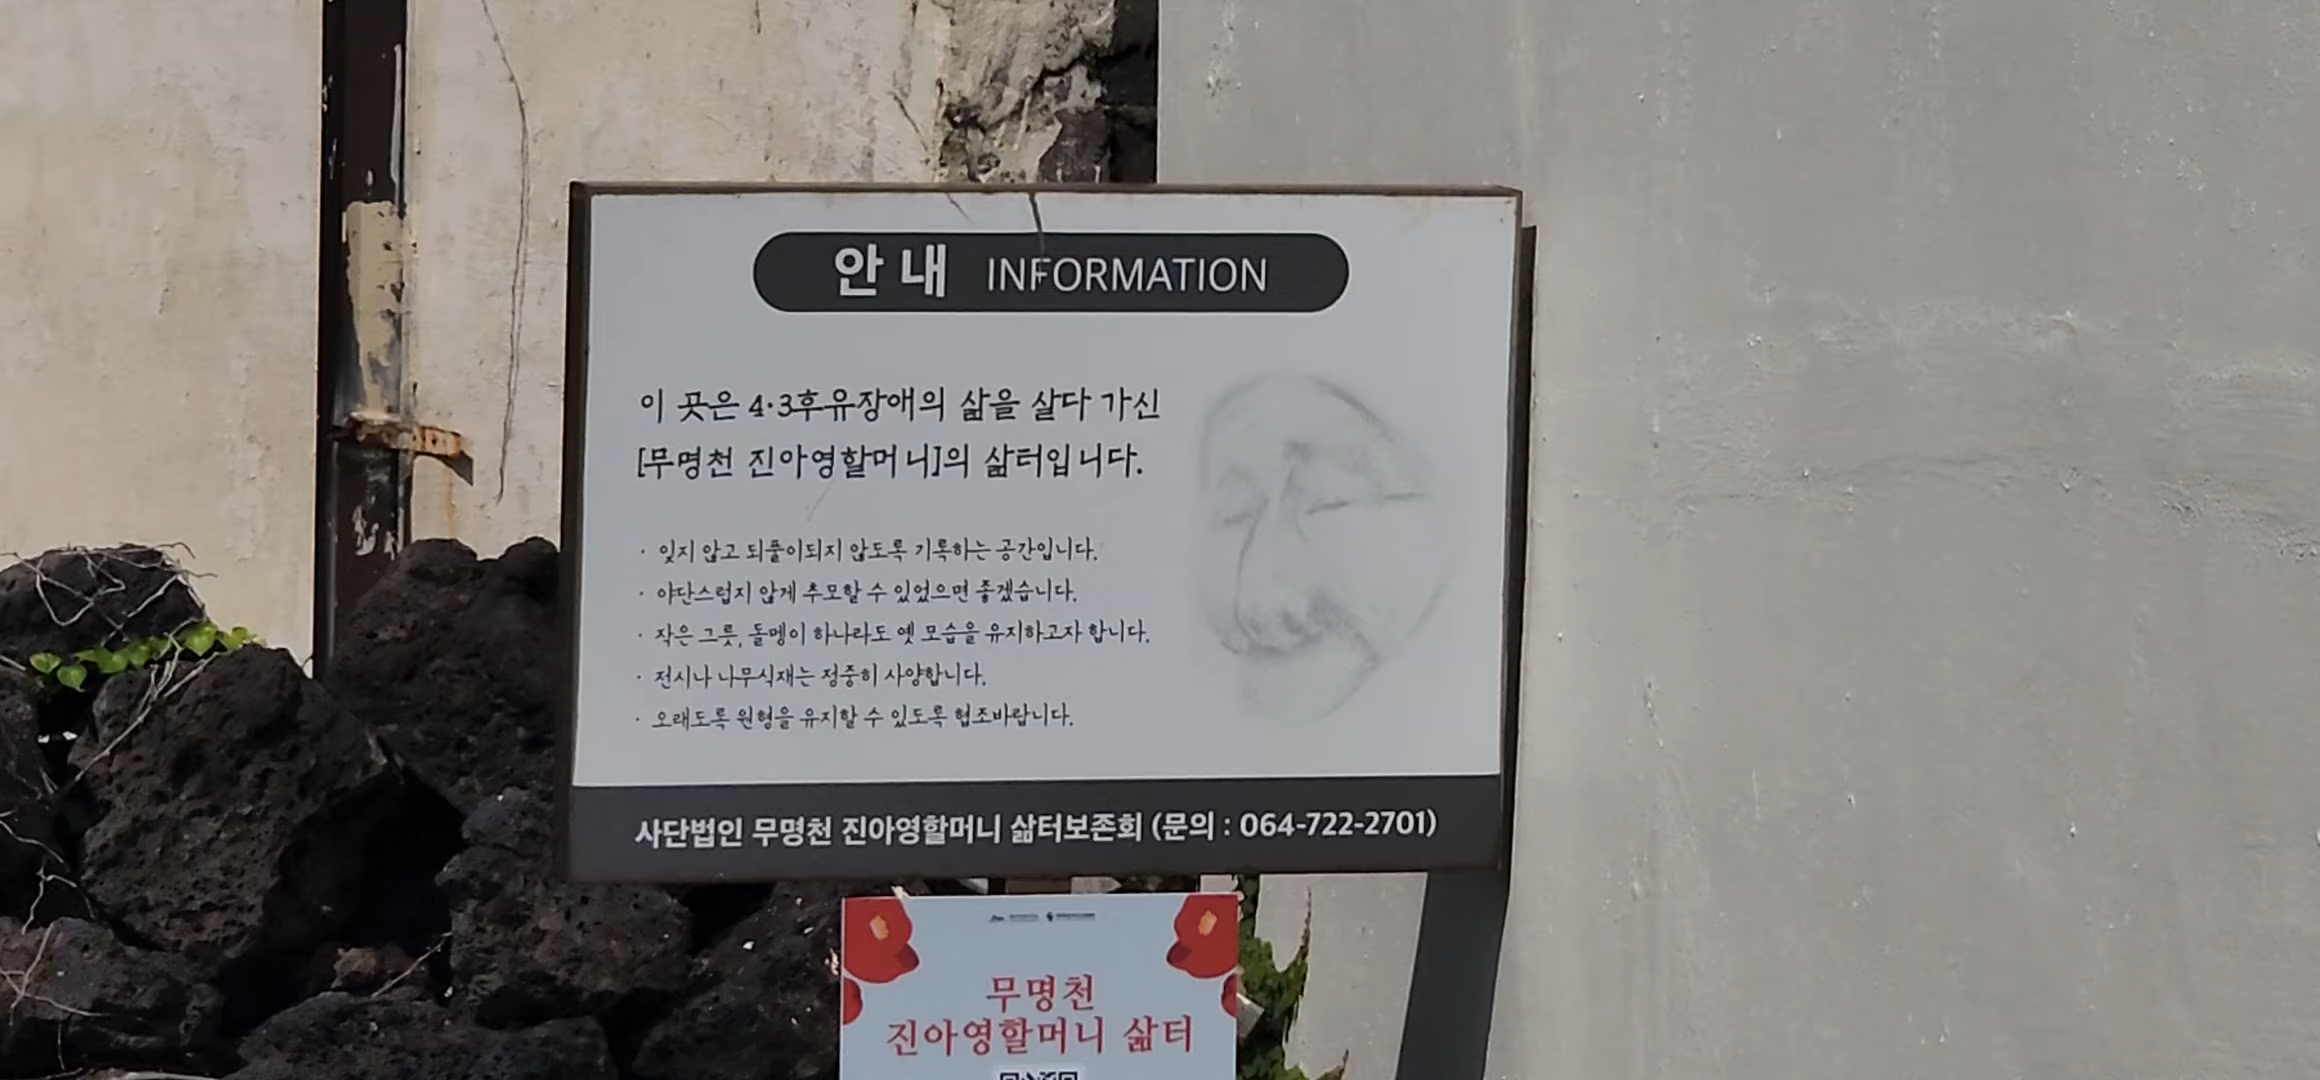 안내 INFORMATION
이 곳은 4·3후유장애의 삶을 살다 가신
[무명천 진아영할머니]의 삶터입니다.
· 잊지 않고 되풀이되지 않도록 기록하는 공간입니다.
· 야단스럽지 않게 추모할 수 있었으면 좋겠습니다.
· 작은 그릇, 돌멩이 하나라도 옛 모습을 유지하고자 합니다.
· 전시나 나무식재는 정중히 사양합니다.
· 오래도록 원형을 유지할 수 있도록 협조바랍니다.
사단법인 무명천 진아영할머니 삶터보존회 (문의 : 064-722-2701)
무명천
진아영할머니 삶터